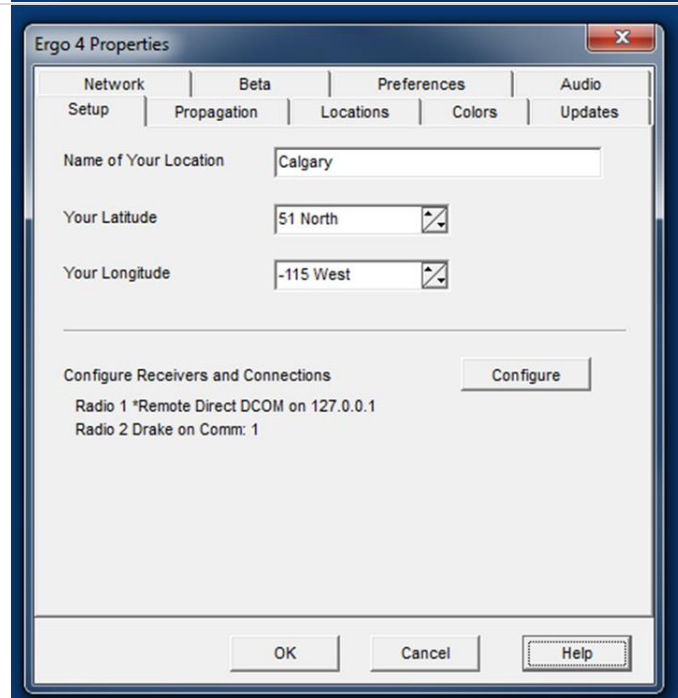 Ergo 4 Properties
Network Beta Preferences Audio
Setup Propagation Locations Colors Updates
Name of Your Location Calgary
Your Latitude 51 North
Your Longitude -115 West
Configure Receivers and Connections Configure
Radio 1 *Remote Direct DCOM on 127.0.0.1
Radio 2 Drake on Comm: 1
OK Cancel Help